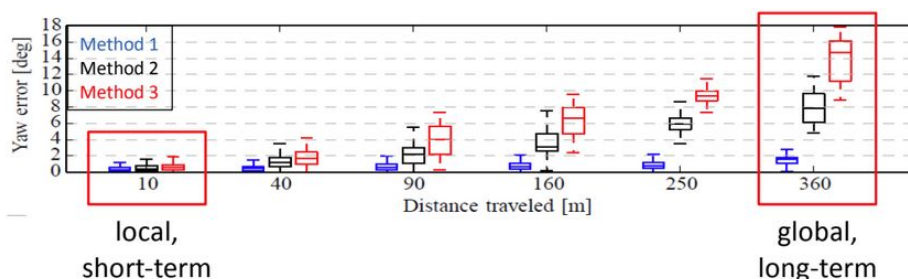 18
16
14
12
10
8
6
4
2
0
Yaw error [deg]
Method 1
Method 2
Method 3
10 40 90 160 250 360
Distance traveled [m]
local,
short-term
global,
long-term